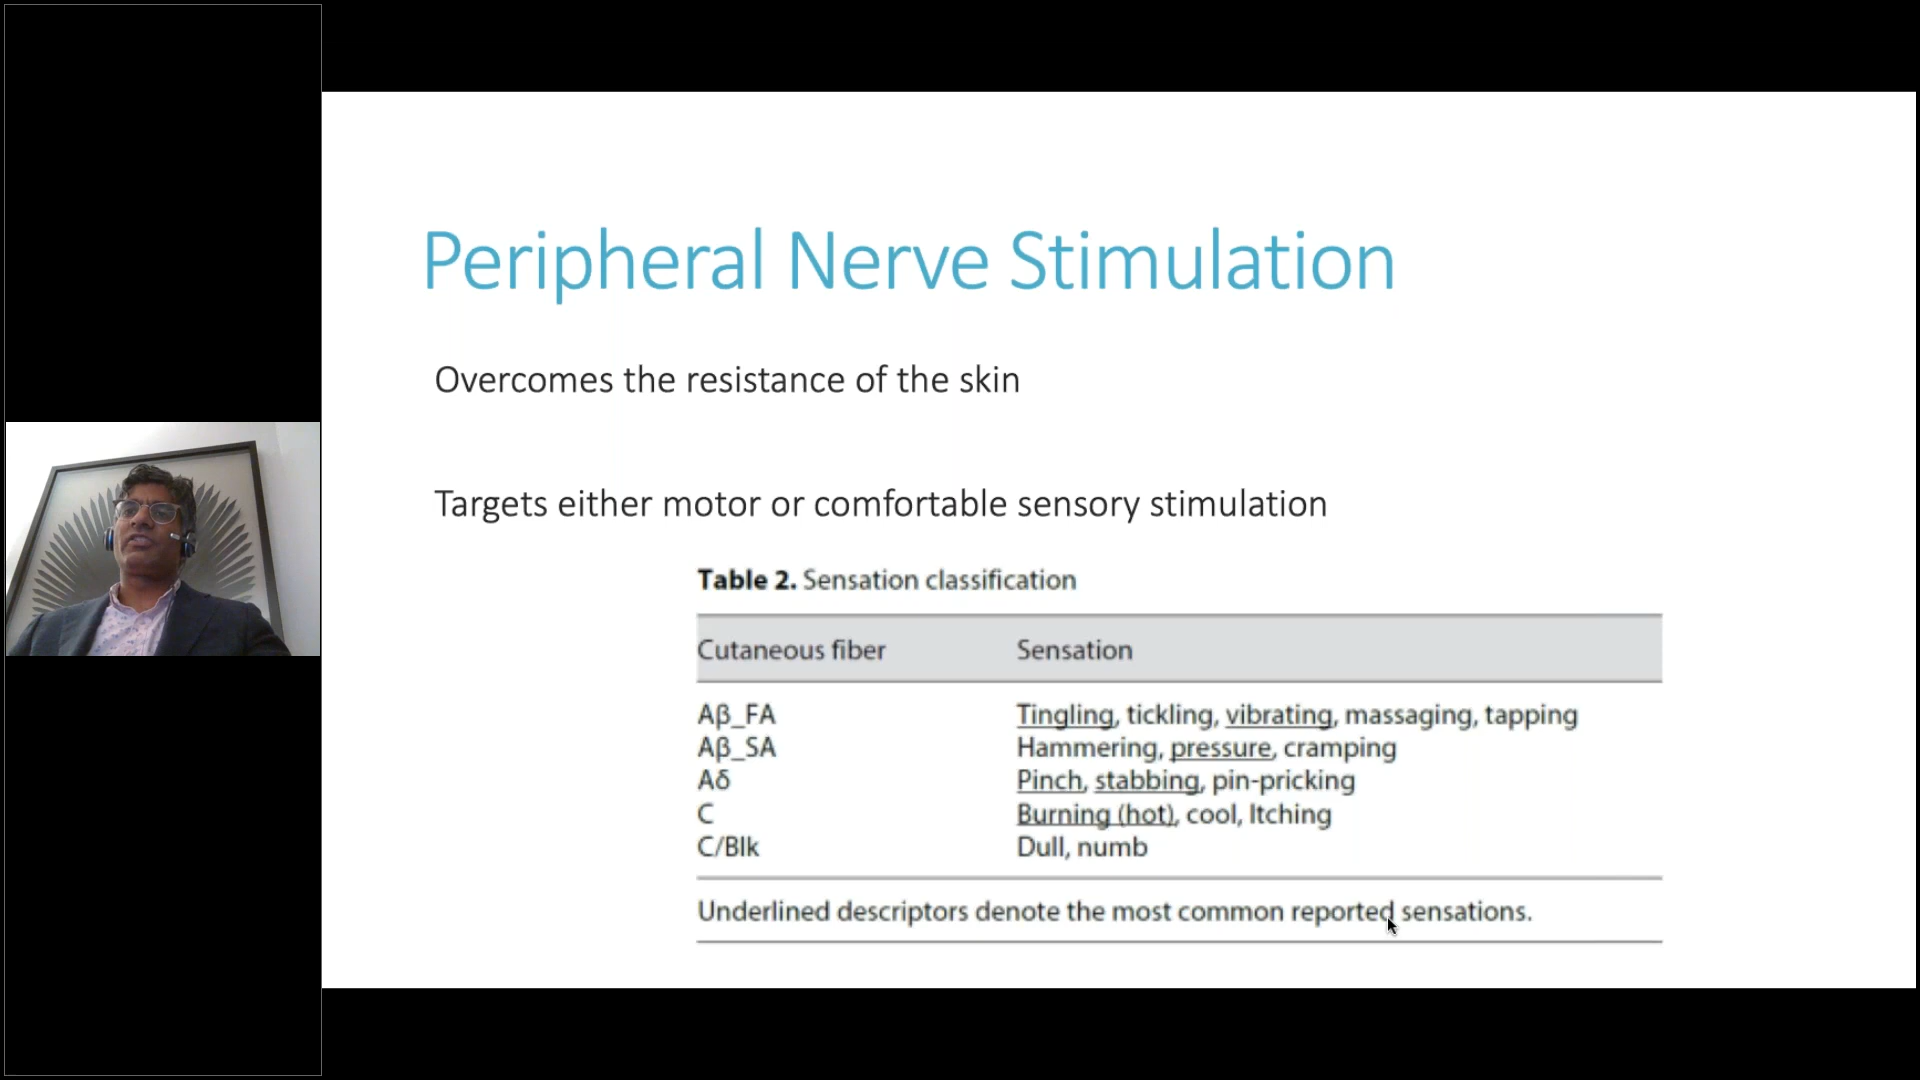 Peripheral Nerve Stimulation
Overcomes the resistance of the skin
Targets either motor or comfortable sensory stimulation
Table 2. Sensation classification
Cutaneous fiber Sensation
Aβ_FA Tingling, tickling, vibrating, massaging, tapping
Aβ_SA Hammering, pressure, cramping
Aδ Pinch, stabbing, pin-pricking
C Burning (hot), cool, Itching
C/Blk Dull, numb
Underlined descriptors denote the most common reported sensations.